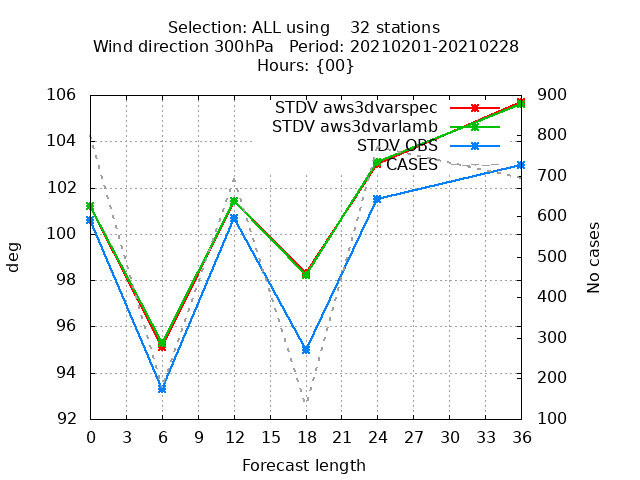 Selection: ALL using    32 stations
Wind direction 300hPa   Period: 20210201-20210228
Hours: {00}
STDV aws3dvarspec
STDV aws3dvarlamb
STDV OBS
CASES
deg
106
104
102
100
98
96
94
92
900
800
700
600
500
400
300
200
100
No cases
0 3 6 9 12 15 18 21 24 27 30 33 36
Forecast length